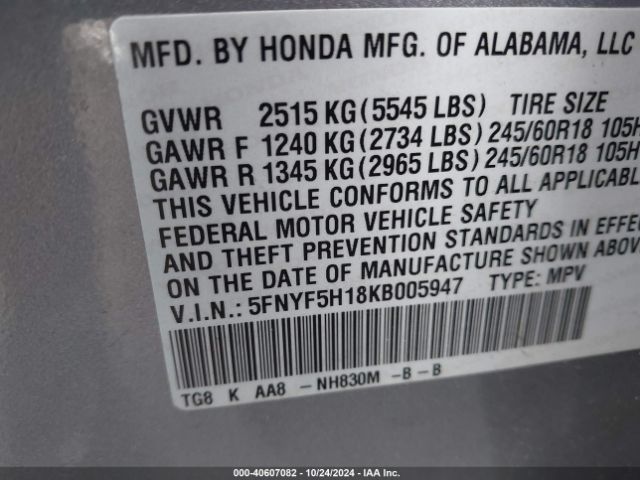 MFD. BY HONDA MFG. OF ALABAMA, LLC
GVWR 2515 KG (5545 LBS) TIRE SIZE
GAWR F 1240 KG (2734 LBS) 245/60R18 105H
GAWR R 1345 KG (2965 LBS) 245/60R18 105H
THIS VEHICLE CONFORMS TO ALL APPLICABL
FEDERAL MOTOR VEHICLE SAFETY
AND THEFT PREVENTION STANDARDS IN EFFE
ON THE DATE OF MANUFACTURE SHOWN ABOV
V.I.N.: 5FNYF5H18KB005947 TYPE: MPV
TG8 K AA8 - NH830M - B - B
000-40607082 - 10/24/2024 - IAA Inc.